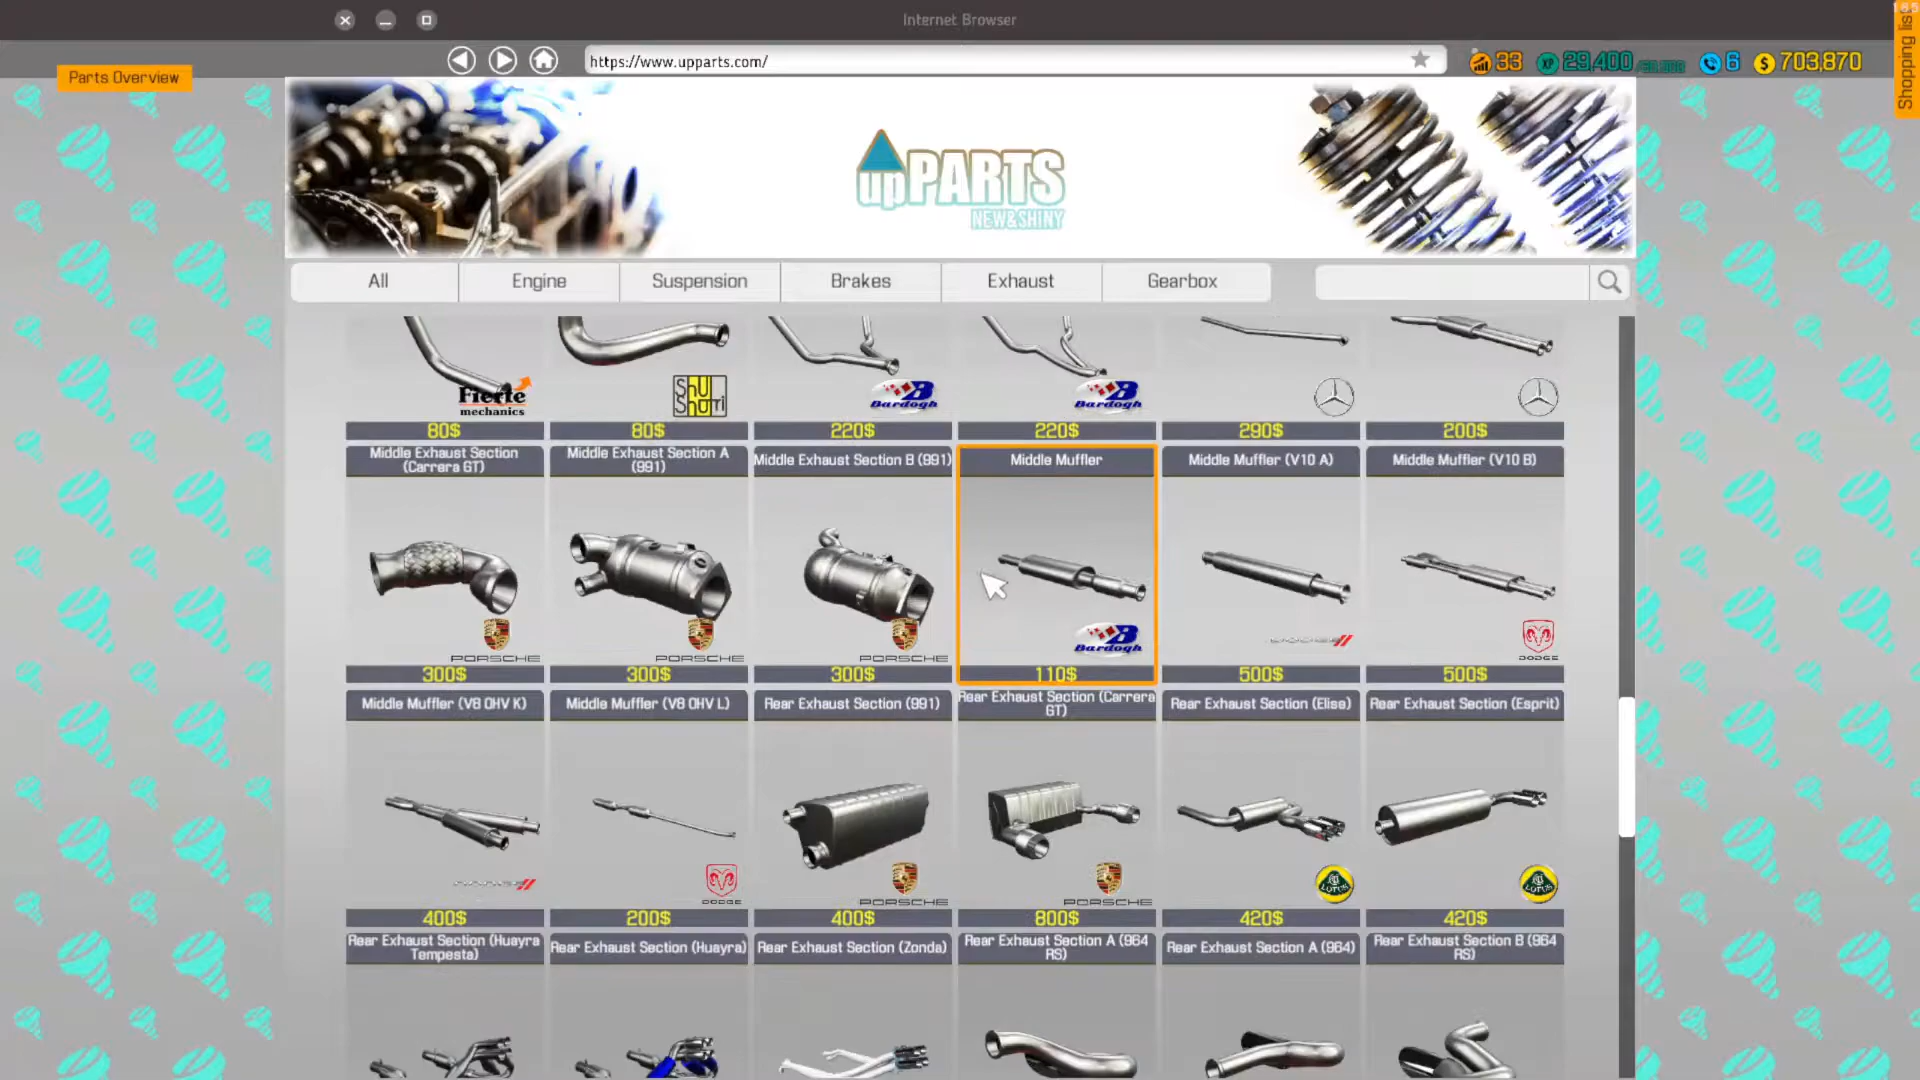 Internet Browser
Shopping list
https://www.upparts.com/
33
29,400
6
703,870
Parts Overview
upPARTS
NEW&SHINY
All
Engine
Suspension
Brakes
Exhaust
Gearbox
Fierte
mechanics
Bardogh
Bardogh
80$
80$
220$
220$
290$
200$
Middle Exhaust Section
(Carrera GT)
Middle Exhaust Section A
(991)
Middle Exhaust Section B (991)
Middle Muffler
Middle Muffler (V10 A)
Middle Muffler (V10 B)
PORSCHE
PORSCHE
PORSCHE
Bardogh
DODGE
DODGE
300$
300$
300$
110$
500$
500$
Middle Muffler (V8 OHV K)
Middle Muffler (V8 OHV L)
Rear Exhaust Section (991)
Rear Exhaust Section (Carrera
GT)
Rear Exhaust Section (Elise)
Rear Exhaust Section (Esprit)
DODGE
DODGE
PORSCHE
PORSCHE
LOTUS
LOTUS
400$
200$
400$
800$
420$
420$
Rear Exhaust Section (Huayra
Tempesta)
Rear Exhaust Section (Huayra)
Rear Exhaust Section (Zonda)
Rear Exhaust Section A (964
RS)
Rear Exhaust Section A (964)
Rear Exhaust Section B (964
RS)